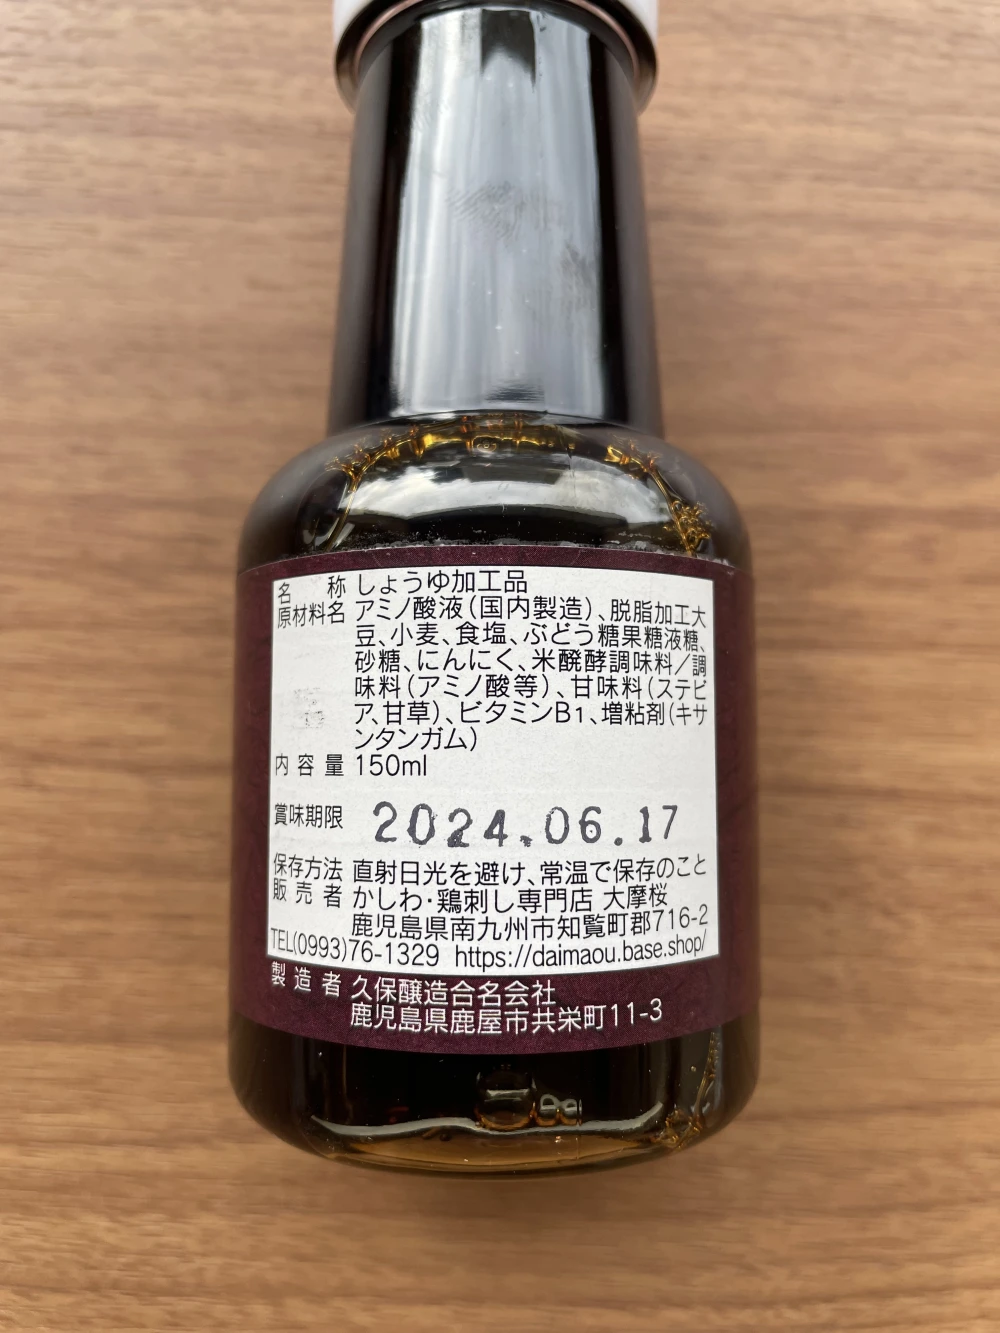 名称 しょうゆ加工品
原材料名 アミノ酸液(国内製造)、脱脂加工大
豆、小麦、食塩、ぶどう糖果糖液糖、
砂糖、にんにく、米醗酵調味料/調
味料(アミノ酸等)、甘味料(ステビ
ア、甘草)、ビタミンB1、増粘剤(キサ
ンタンガム)
内容量 150ml
賞味期限 2024.06.17
保存方法 直射日光を避け、常温で保存のこと
販売者 かしわ・鶏刺し専門店 大摩桜
鹿児島県南九州市知覧町郡716-2
TEL(0993)76-1329 https://daimaou.base.shop/
製造者 久保醸造合名会社
鹿児島県鹿屋市共栄町11-3